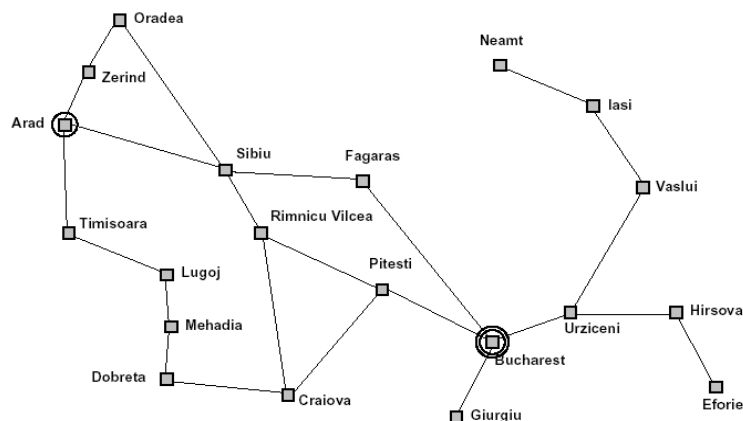 Oradea
Neamt
Zerind
Iasi
Arad
Sibiu
Fagaras
Vaslui
Rimnicu Vilcea
Timisoara
Pitesti
Lugoj
Hirsova
Mehadia
Urziceni
Bucharest
Dobreta
Craiova
Eforie
Giurgiu